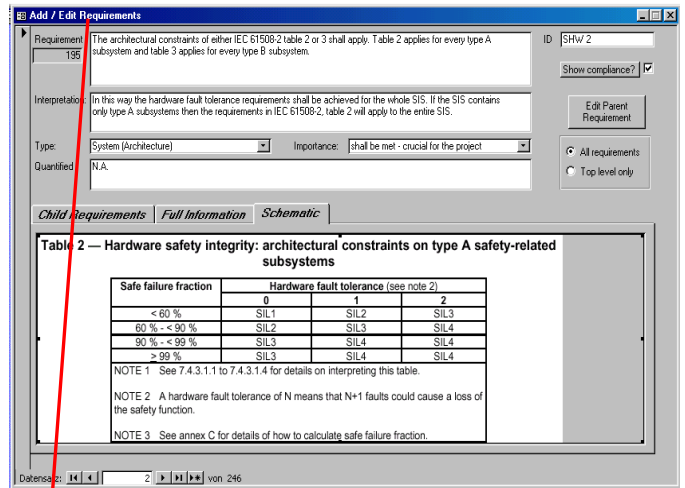 Add / Edit Requirements
Requirement
195
The architectural constraints of either IEC 61508-2 table 2 or 3 shall apply. Table 2 applies for every type A
subsystem and table 3 applies for every type B subsystem.
ID SHW 2
Show compliance?
Interpretation:
In this way the hardware fault tolerance requirements shall be achieved for the whole SIS. If the SIS contains
only type A subsystems then the requirements in IEC 61508-2, table 2 will apply to the entire SIS.
Edit Parent
Requirement
Type: System (Architecture) Importance: shall be met - crucial for the project
All requirements
Quantified N.A.
Top level only
Child Requirements Full Information Schematic
Table 2 — Hardware safety integrity: architectural constraints on type A safety-related
subsystems
Safe failure fraction Hardware fault tolerance (see note 2)
0 1 2
< 60 % SIL1 SIL2 SIL3
60 % - < 90 % SIL2 SIL3 SIL4
90 % - < 99 % SIL3 SIL4 SIL4
≥ 99 % SIL3 SIL4 SIL4
NOTE 1 See 7.4.3.1.1 to 7.4.3.1.4 for details on interpreting this table.
NOTE 2 A hardware fault tolerance of N means that N+1 faults could cause a loss of
the safety function.
NOTE 3 See annex C for details of how to calculate safe failure fraction.
Datensatz: 2 von 246